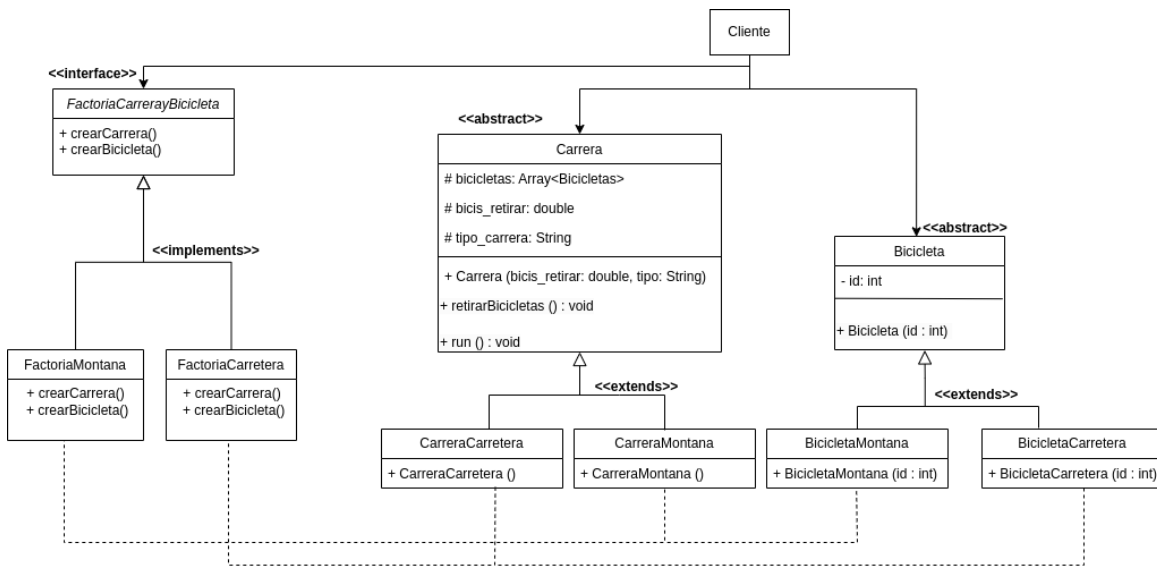 Cliente
<<interface>>
FactoriaCarrerayBicicleta
+ crearCarrera()
+ crearBicicleta()
<<abstract>>
Carrera
# bicicletas: Array<Bicicletas>
# bicis_retirar: double
# tipo_carrera: String
+ Carrera (bicis_retirar: double, tipo: String)
+ retirarBicicletas () : void
+ run () : void
<<abstract>>
Bicicleta
- id: int
+ Bicicleta (id : int)
<<implements>>
FactoriaMontana
+ crearCarrera()
+ crearBicicleta()
FactoriaCarretera
+ crearCarrera()
+ crearBicicleta()
<<extends>>
CarreraCarretera
+ CarreraCarretera ()
CarreraMontana
+ CarreraMontana ()
<<extends>>
BicicletaMontana
+ BicicletaMontana (id : int)
BicicletaCarretera
+ BicicletaCarretera (id : int)